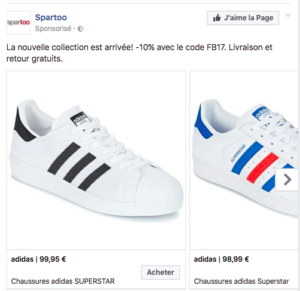 spartoo
Spartoo
Sponsorisé ·
J'aime la Page
La nouvelle collection est arrivée! -10% avec le code FB17. Livraison et
retour gratuits.
SUPERSTAR
adidas | 99,95 €
Chaussures adidas SUPERSTAR
Acheter
adidas | 98,99 €
Chaussures adidas Superstar